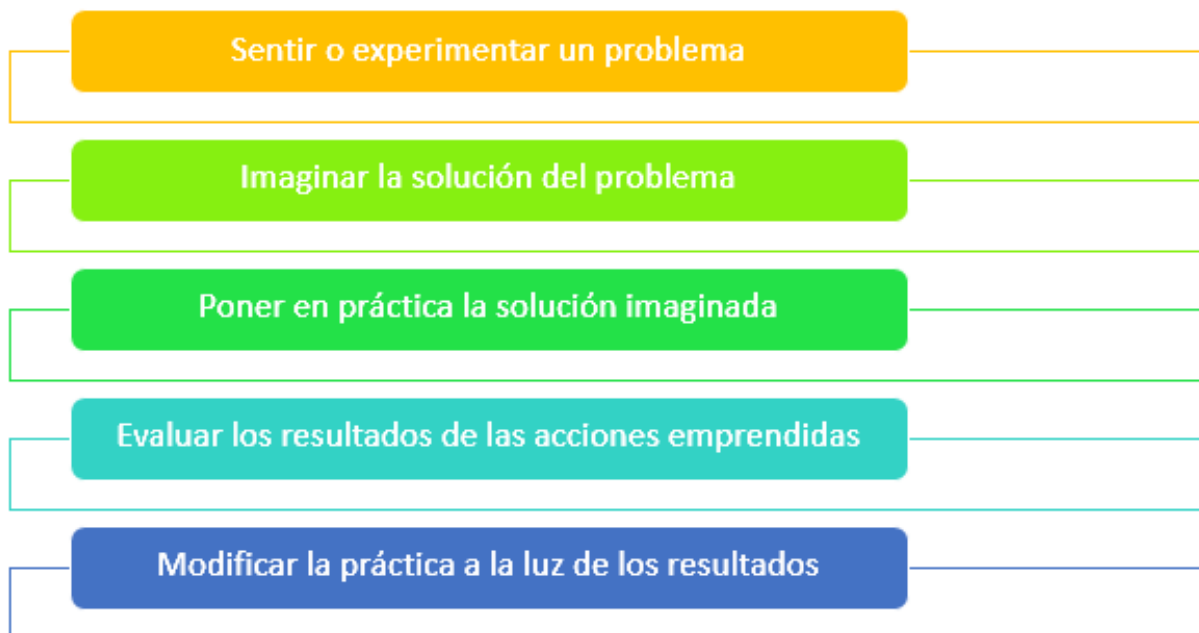 Sentir o experimentar un problema
Imaginar la solución del problema
Poner en práctica la solución imaginada
Evaluar los resultados de las acciones emprendidas
Modificar la práctica a la luz de los resultados